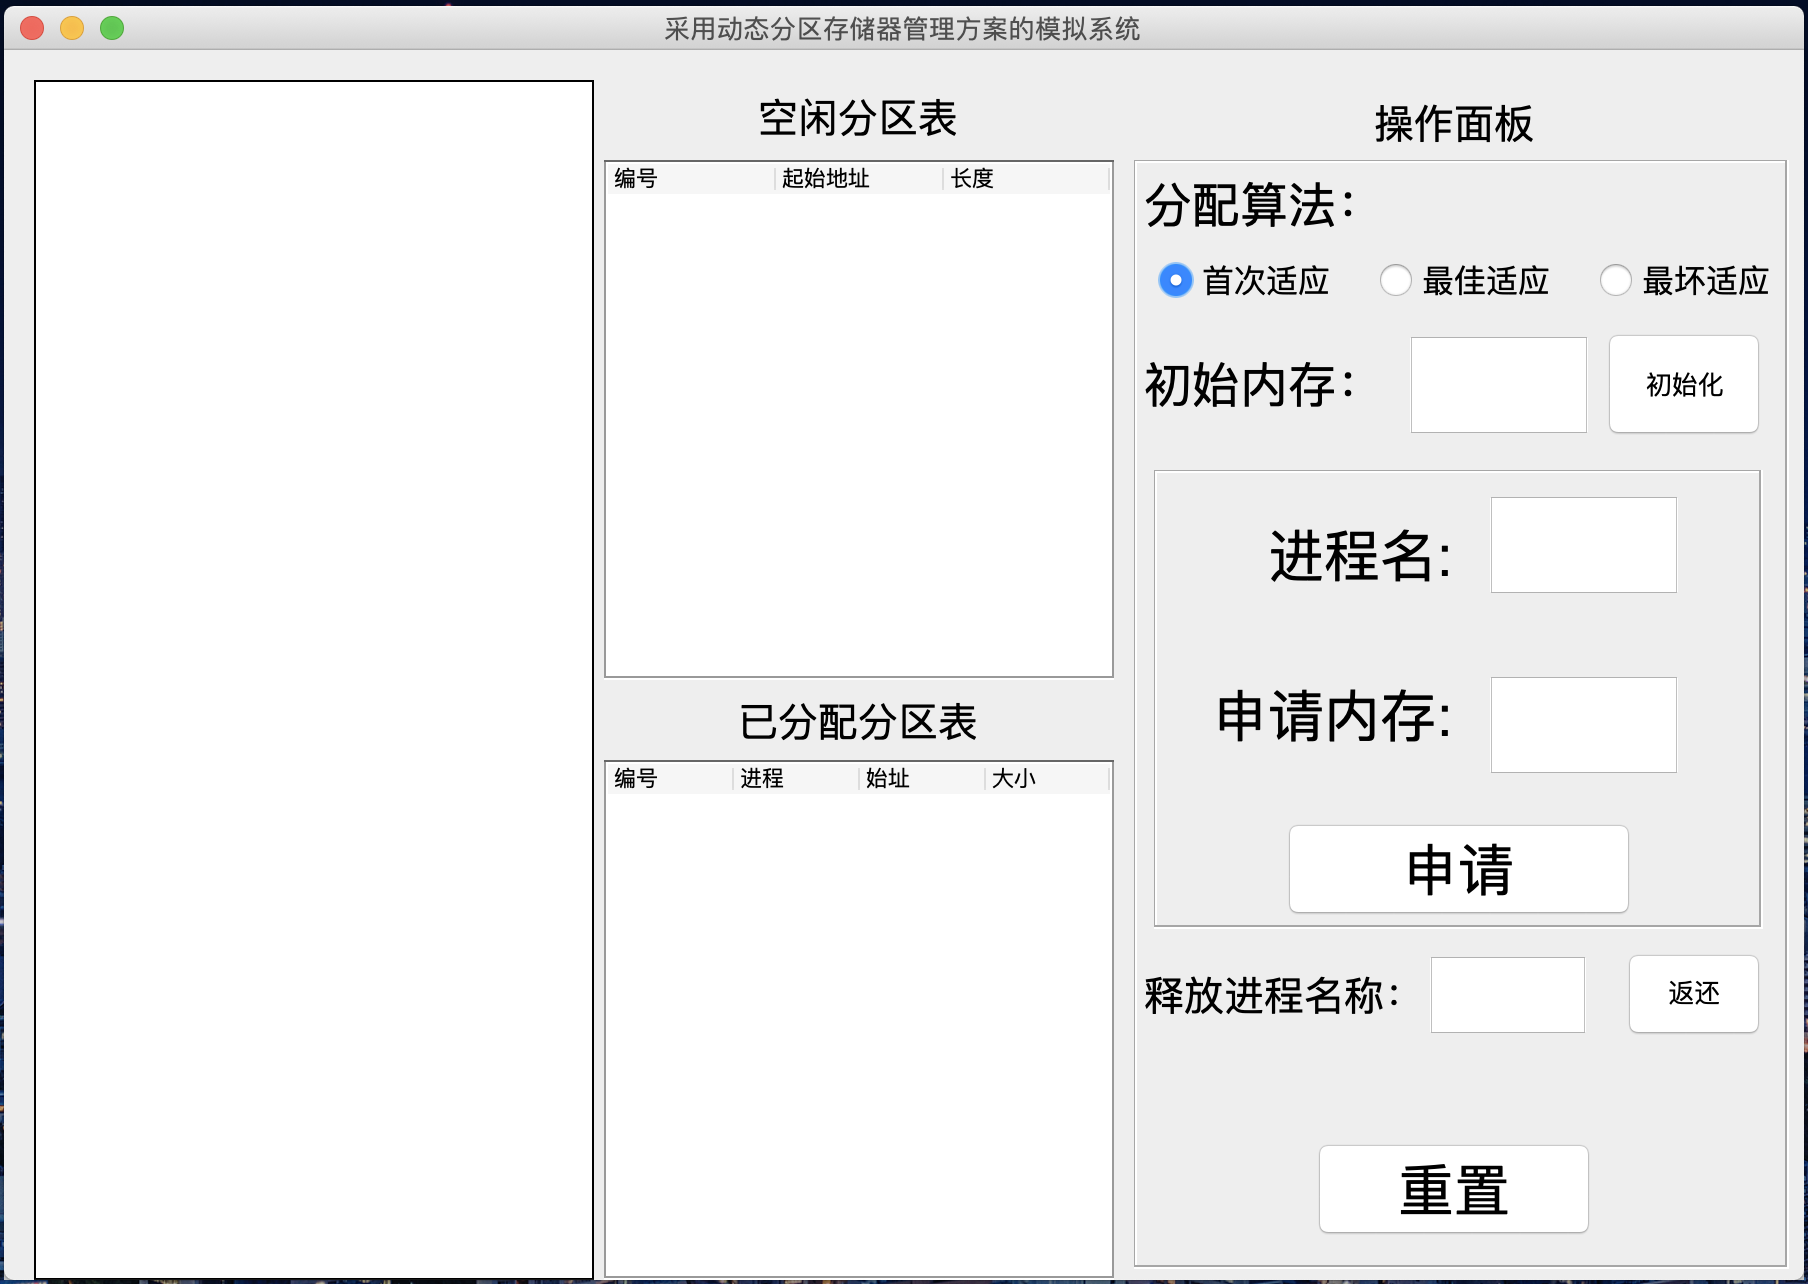 采用动态分区存储器管理方案的模拟系统
空闲分区表
编号 起始地址 长度
已分配分区表
编号 进程 始址 大小
操作面板
分配算法：
首次适应 最佳适应 最坏适应
初始内存： 初始化
进程名:
申请内存:
申请
释放进程名称： 返还
重置